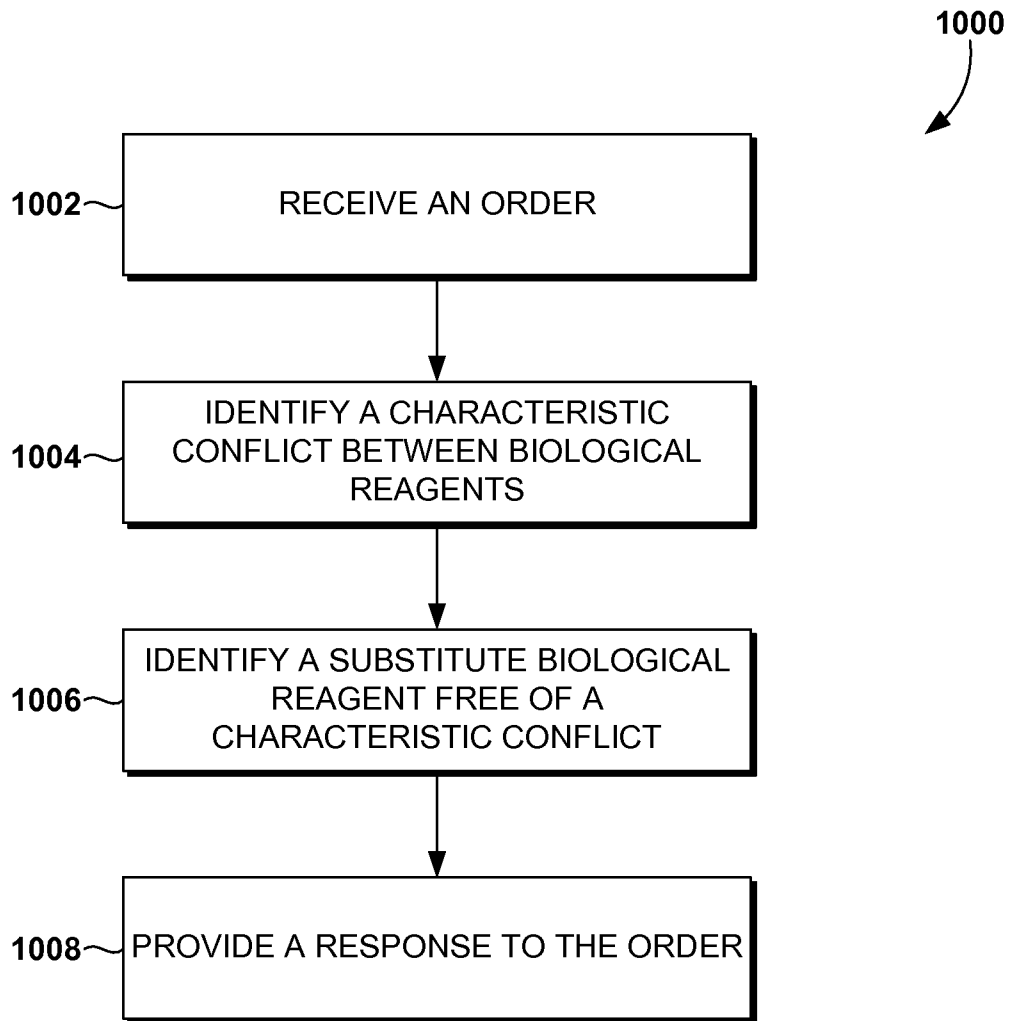 1000
1002
RECEIVE AN ORDER
1004
IDENTIFY A CHARACTERISTIC
CONFLICT BETWEEN BIOLOGICAL
REAGENTS
1006
IDENTIFY A SUBSTITUTE BIOLOGICAL
REAGENT FREE OF A
CHARACTERISTIC CONFLICT
1008
PROVIDE A RESPONSE TO THE ORDER